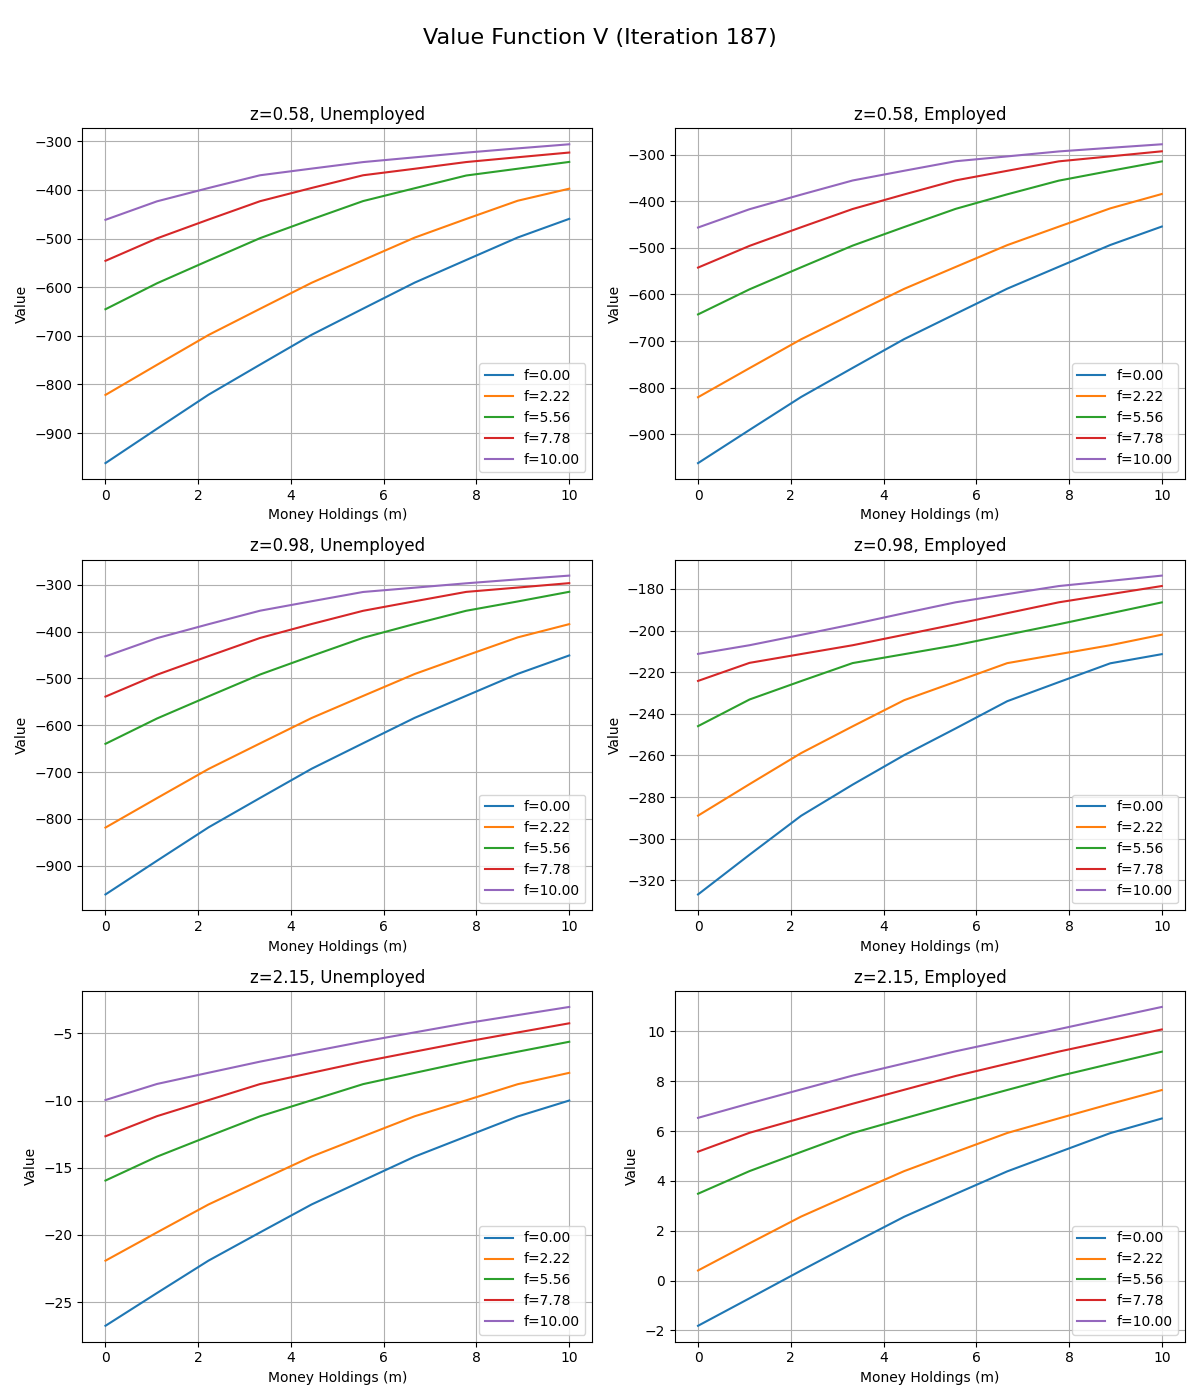 Value Function V (Iteration 187)
z=0.58, Unemployed
−300
−400
−500
−600
−700
−800
−900
Value
0 2 4 6 8 10
Money Holdings (m)
f=0.00
f=2.22
f=5.56
f=7.78
f=10.00
z=0.58, Employed
−300
−400
−500
−600
−700
−800
−900
Value
0 2 4 6 8 10
Money Holdings (m)
f=0.00
f=2.22
f=5.56
f=7.78
f=10.00
z=0.98, Unemployed
−300
−400
−500
−600
−700
−800
−900
Value
0 2 4 6 8 10
Money Holdings (m)
f=0.00
f=2.22
f=5.56
f=7.78
f=10.00
z=0.98, Employed
−180
−200
−220
−240
−260
−280
−300
−320
Value
0 2 4 6 8 10
Money Holdings (m)
f=0.00
f=2.22
f=5.56
f=7.78
f=10.00
z=2.15, Unemployed
−5
−10
−15
−20
−25
Value
0 2 4 6 8 10
Money Holdings (m)
f=0.00
f=2.22
f=5.56
f=7.78
f=10.00
z=2.15, Employed
10
8
6
4
2
0
−2
Value
0 2 4 6 8 10
Money Holdings (m)
f=0.00
f=2.22
f=5.56
f=7.78
f=10.00